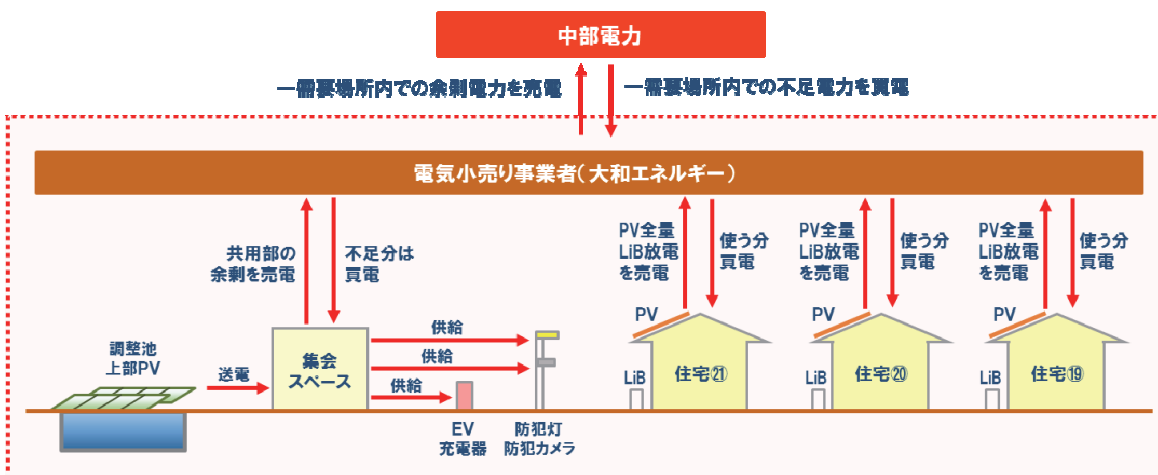 中部電力
一需要場所内での余剰電力を売電
一需要場所内での不足電力を買電
電気小売り事業者（大和エネルギー）
共用部の
余剰を売電
不足分は
買電
PV全量
LiB放電
を売電
使う分
買電
PV全量
LiB放電
を売電
使う分
買電
PV全量
LiB放電
を売電
使う分
買電
調整池
上部PV
送電
集会
スペース
供給
供給
供給
EV
充電器
防犯灯
防犯カメラ
PV
LiB
住宅㉑
PV
LiB
住宅⑳
PV
LiB
住宅⑲